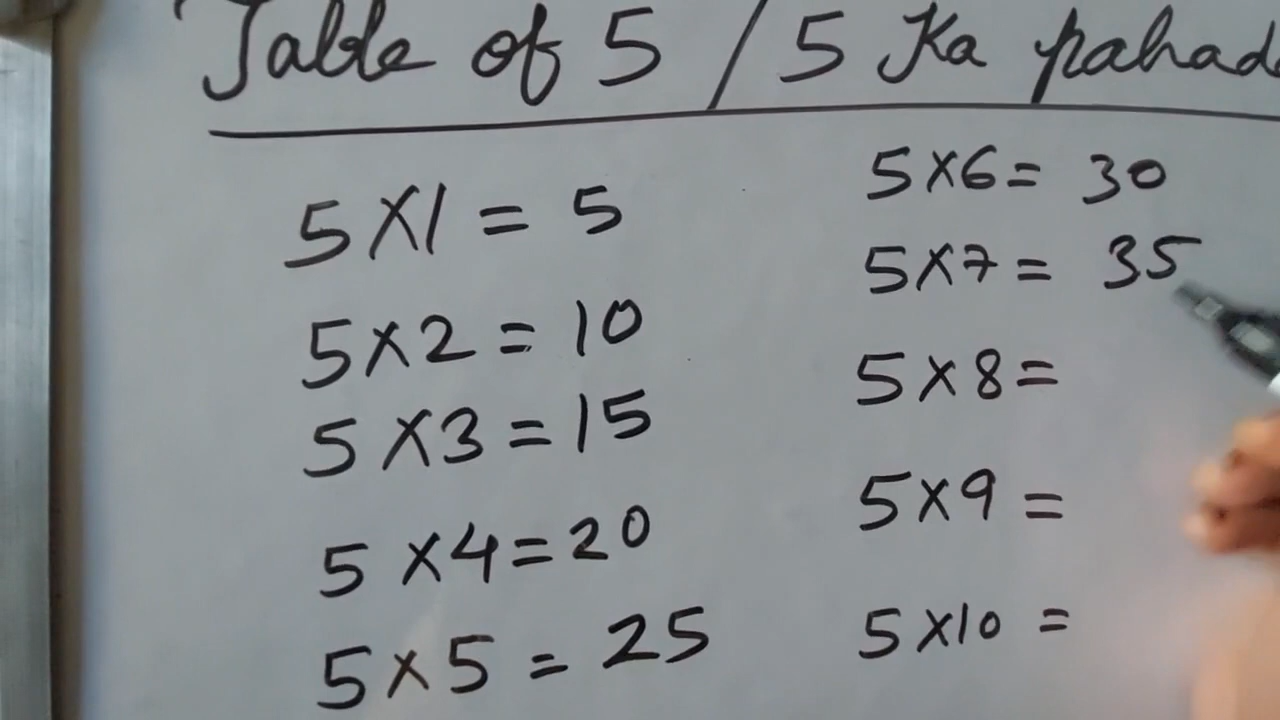 Table of 5 / 5 Ka pahad
5×1 = 5
5×2 = 10
5×3 = 15
5×4 = 20
5×5 = 25
5×6 = 30
5×7 = 35
5×8 =
5×9 =
5×10 =